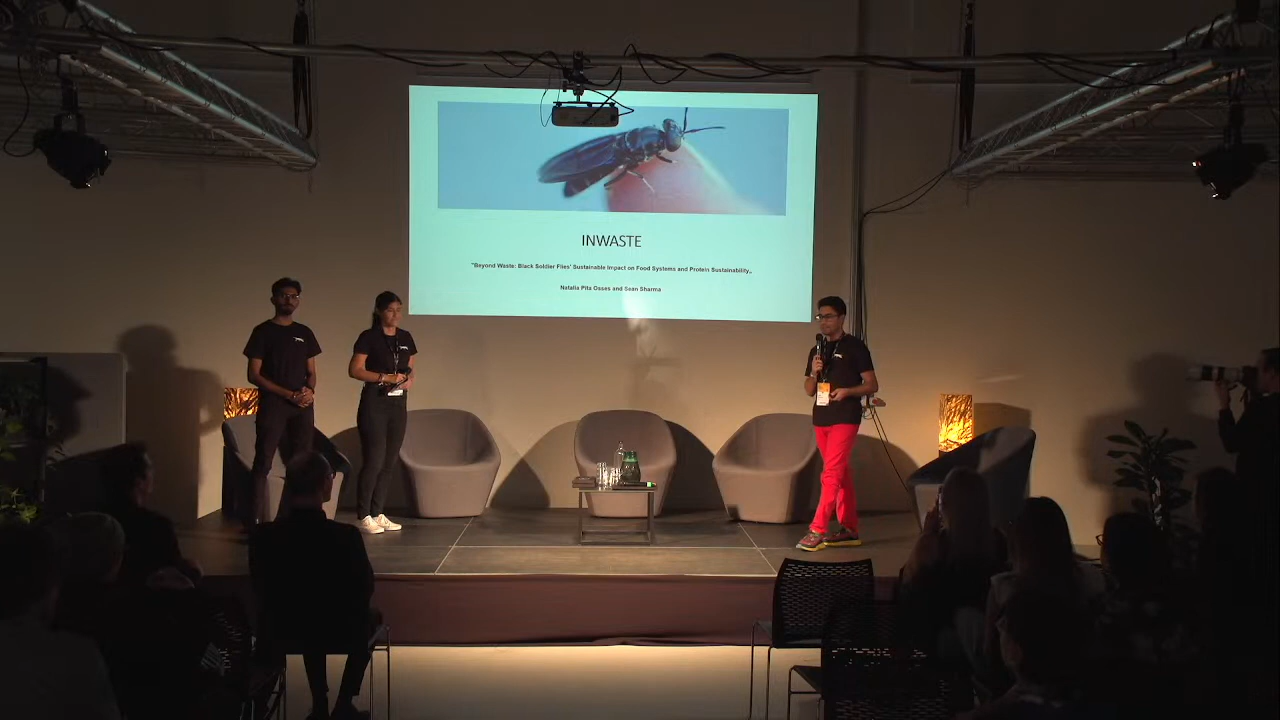 INWASTE
"Beyond Waste: Black Soldier Flies' Sustainable Impact on Food Systems and Protein Sustainability„
Natalia Pita Osses and Sean Sharma